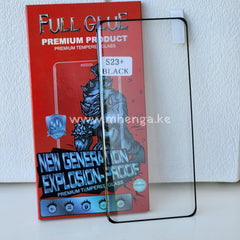 FULL GLUE
PREMIUM PRODUCT
PREMIUM TEMPERED GLASS
S23+
BLACK
www.mhenga.ke
NEW GENERATION
EXPLOSION-PROOF
PREMIUM TEMPERED GLASS